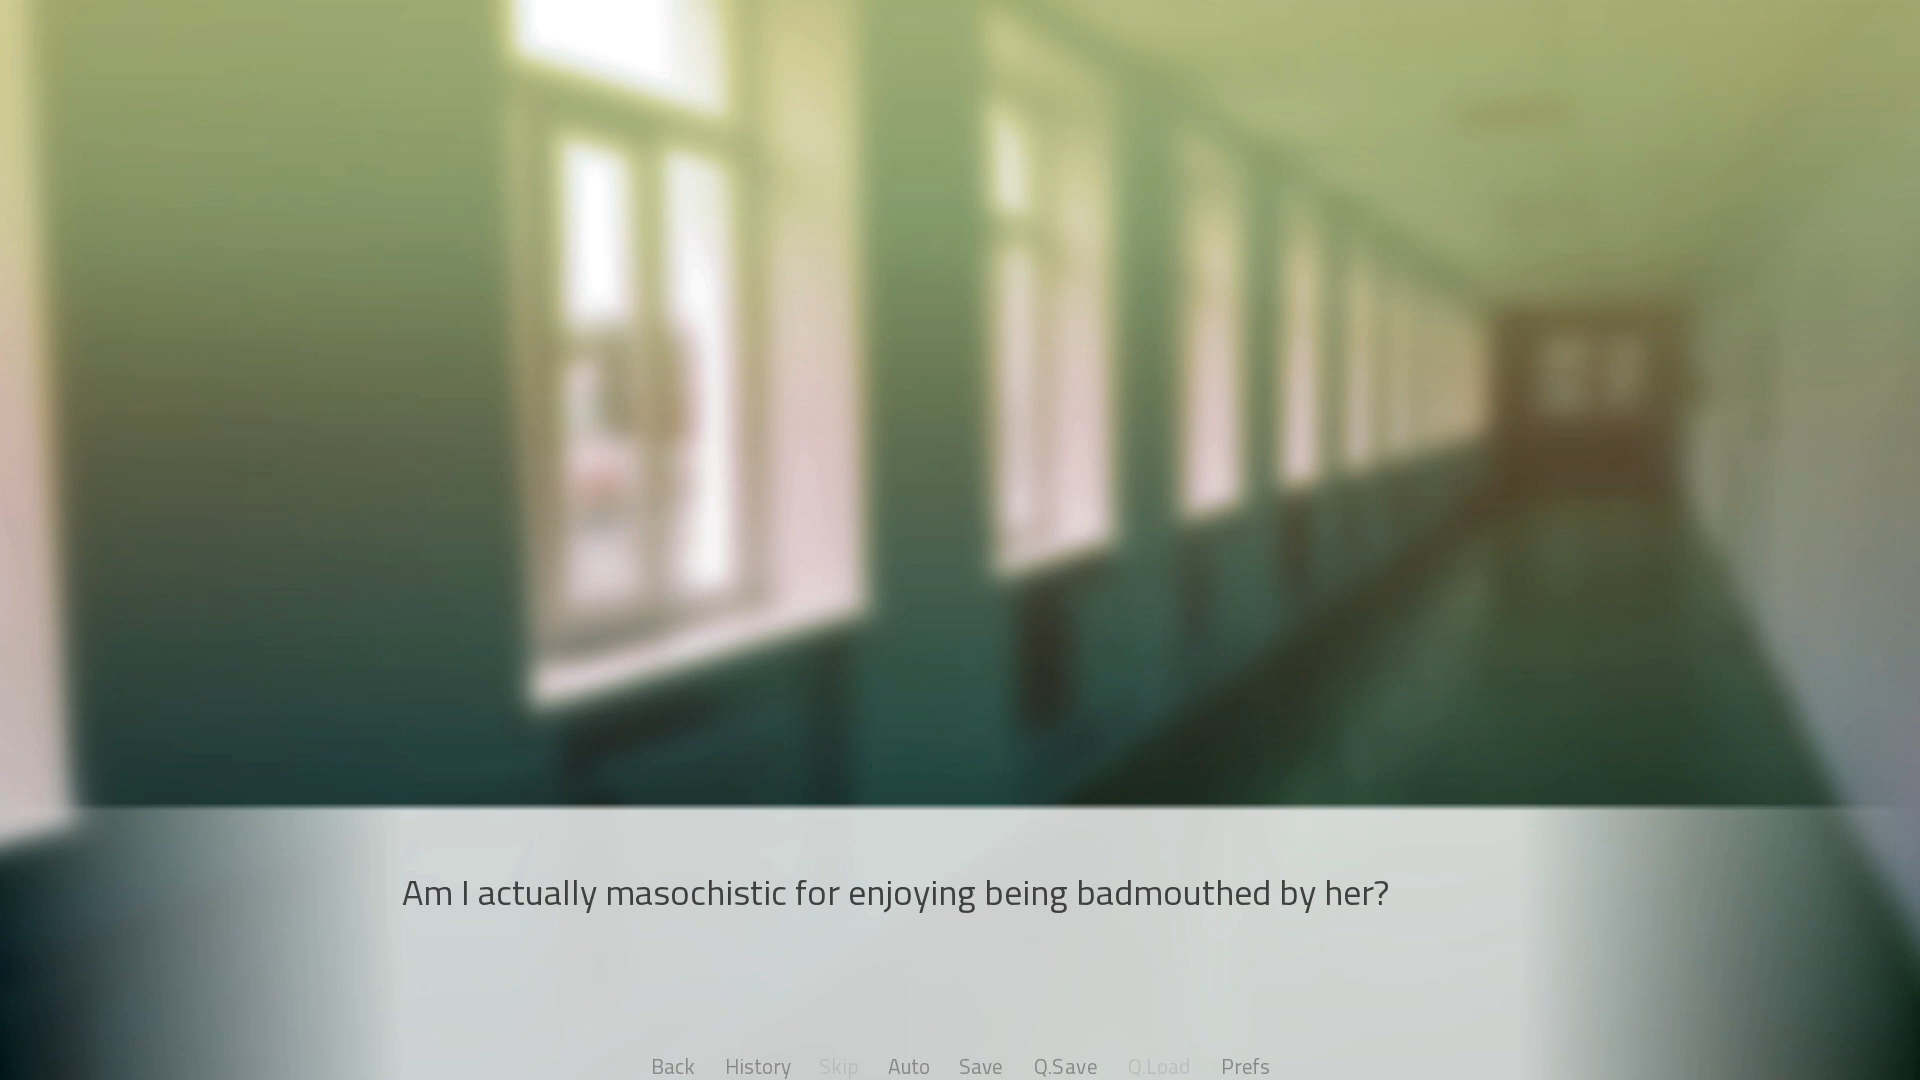 Am I actually masochistic for enjoying being badmouthed by her?
Back History Skip Auto Save Q.Save Q.Load Prefs